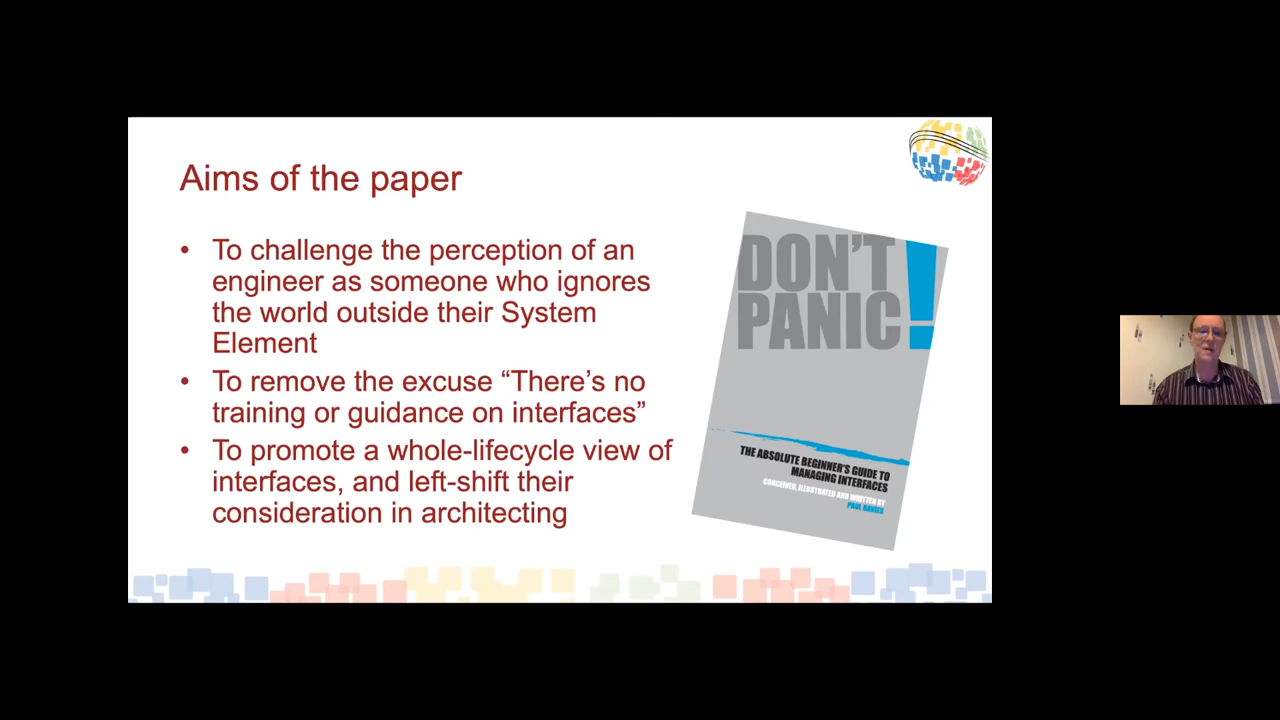 Aims of the paper
• To challenge the perception of an
engineer as someone who ignores
the world outside their System
Element
• To remove the excuse “There’s no
training or guidance on interfaces”
• To promote a whole-lifecycle view of
interfaces, and left-shift their
consideration in architecting
DON'T
PANIC!
THE ABSOLUTE BEGINNER'S GUIDE TO
MANAGING INTERFACES
CONCEIVED, ILLUSTRATED AND WRITTEN BY
PAUL DAVIES